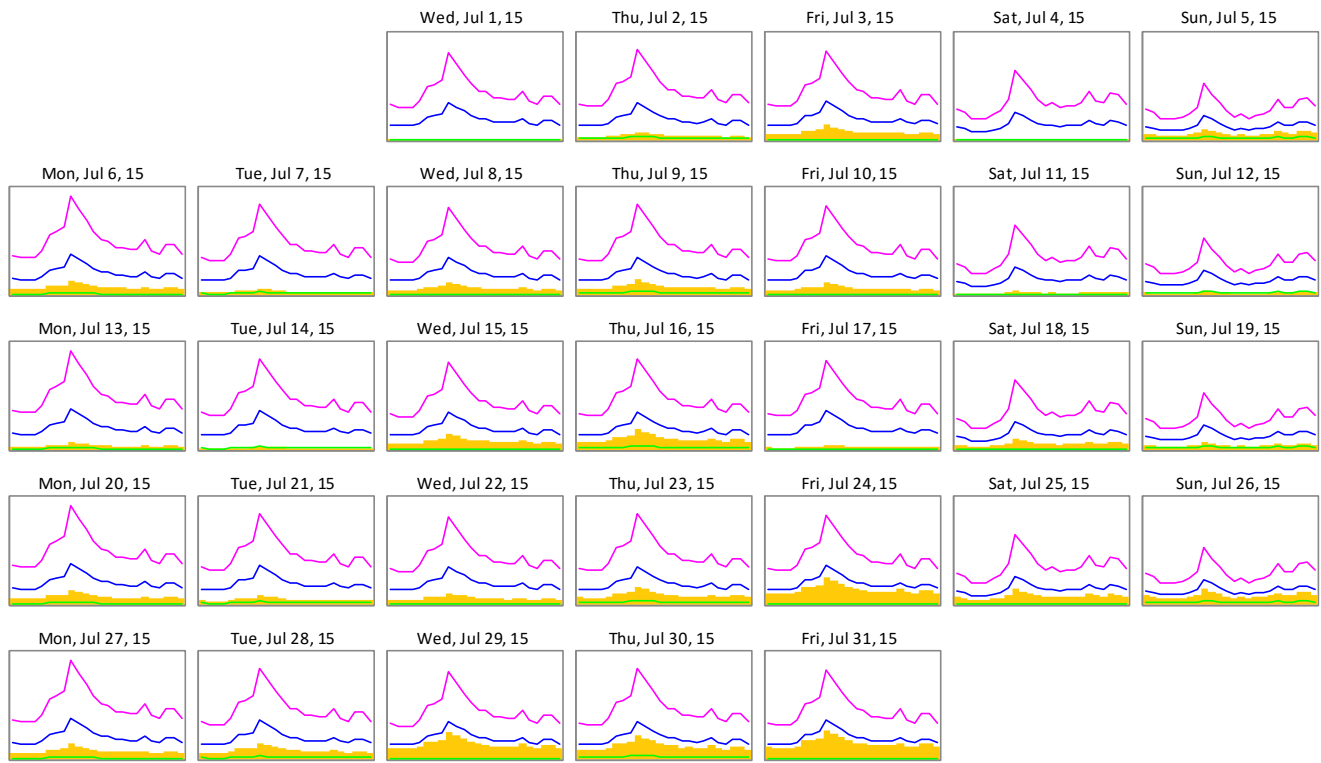 Wed, Jul 1, 15
Thu, Jul 2, 15
Fri, Jul 3, 15
Sat, Jul 4, 15
Sun, Jul 5, 15
Mon, Jul 6, 15
Tue, Jul 7, 15
Wed, Jul 8, 15
Thu, Jul 9, 15
Fri, Jul 10, 15
Sat, Jul 11, 15
Sun, Jul 12, 15
Mon, Jul 13, 15
Tue, Jul 14, 15
Wed, Jul 15, 15
Thu, Jul 16, 15
Fri, Jul 17, 15
Sat, Jul 18, 15
Sun, Jul 19, 15
Mon, Jul 20, 15
Tue, Jul 21, 15
Wed, Jul 22, 15
Thu, Jul 23, 15
Fri, Jul 24, 15
Sat, Jul 25, 15
Sun, Jul 26, 15
Mon, Jul 27, 15
Tue, Jul 28, 15
Wed, Jul 29, 15
Thu, Jul 30, 15
Fri, Jul 31, 15